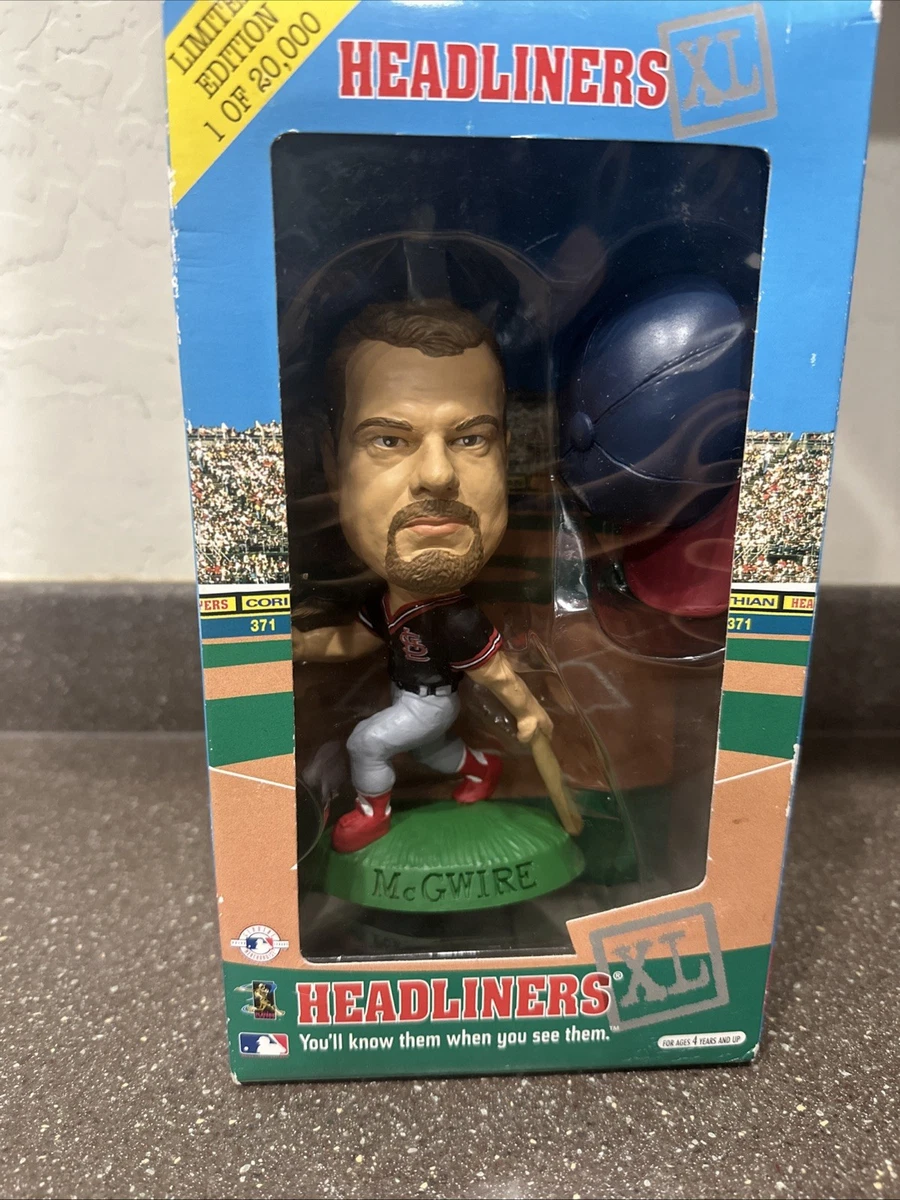 LIMITED
EDITION
1 OF 20,000
HEADLINERS XL
CORI
371
THIAN HEA
371
McGWIRE
HEADLINERS® XL
You'll know them when you see them.™
FOR AGES 4 YEARS AND UP